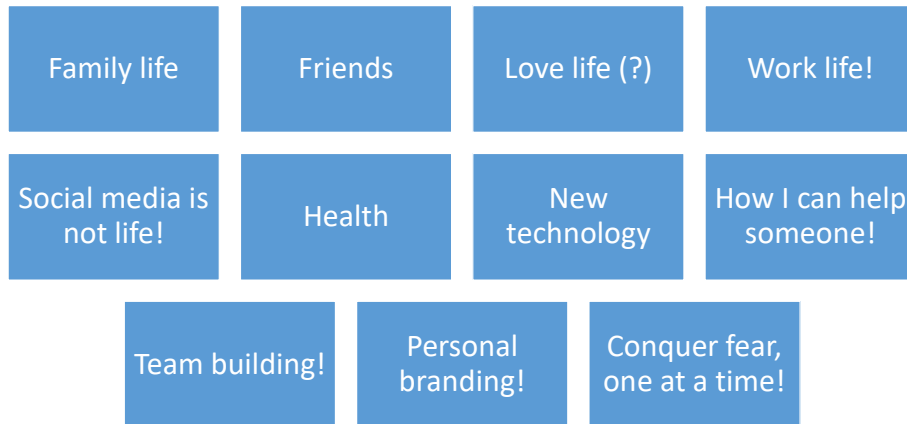 Family life
Friends
Love life (?)
Work life!
Social media is
not life!
Health
New
technology
How I can help
someone!
Team building!
Personal
branding!
Conquer fear,
one at a time!